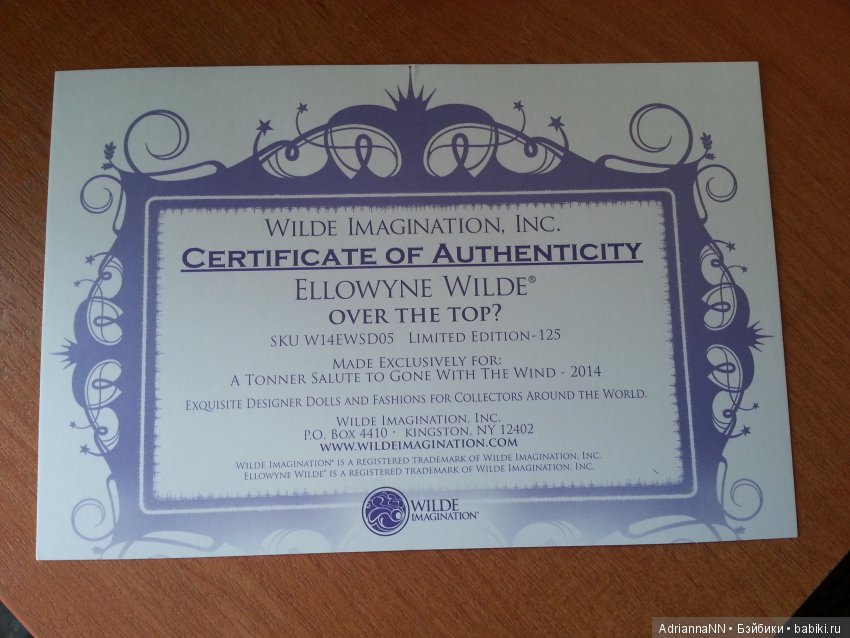 Wilde Imagination, Inc.
Certificate of Authenticity
Ellowyne Wilde®
OVER THE TOP?
SKU W14EWSD05 Limited Edition-125
Made Exclusively for:
A Tonner Salute to Gone With The Wind - 2014
Exquisite Designer Dolls and Fashions for Collectors Around the World.
Wilde Imagination, Inc.
P.O. Box 4410 · Kingston, NY 12402
www.wildeimagination.com
Wilde Imagination® is a registered trademark of Wilde Imagination, Inc.
Ellowyne Wilde® is a registered trademark of Wilde Imagination, Inc.
WILDE
IMAGINATION®
AdriannaNN • Бэйбики • babiki.ru